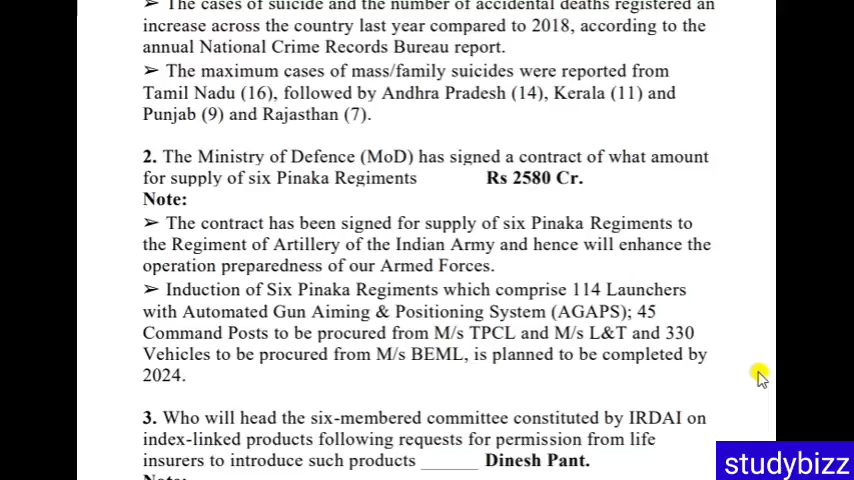 ➢ The cases of suicide and the number of accidental deaths registered an
increase across the country last year compared to 2018, according to the
annual National Crime Records Bureau report.
➢ The maximum cases of mass/family suicides were reported from
Tamil Nadu (16), followed by Andhra Pradesh (14), Kerala (11) and
Punjab (9) and Rajasthan (7).
2. The Ministry of Defence (MoD) has signed a contract of what amount
for supply of six Pinaka Regiments Rs 2580 Cr.
Note:
➢ The contract has been signed for supply of six Pinaka Regiments to
the Regiment of Artillery of the Indian Army and hence will enhance the
operation preparedness of our Armed Forces.
➢ Induction of Six Pinaka Regiments which comprise 114 Launchers
with Automated Gun Aiming & Positioning System (AGAPS); 45
Command Posts to be procured from M/s TPCL and M/s L&T and 330
Vehicles to be procured from M/s BEML, is planned to be completed by
2024.
3. Who will head the six-membered committee constituted by IRDAI on
index-linked products following requests for permission from life
insurers to introduce such products ______ Dinesh Pant.
Note:
studybizz